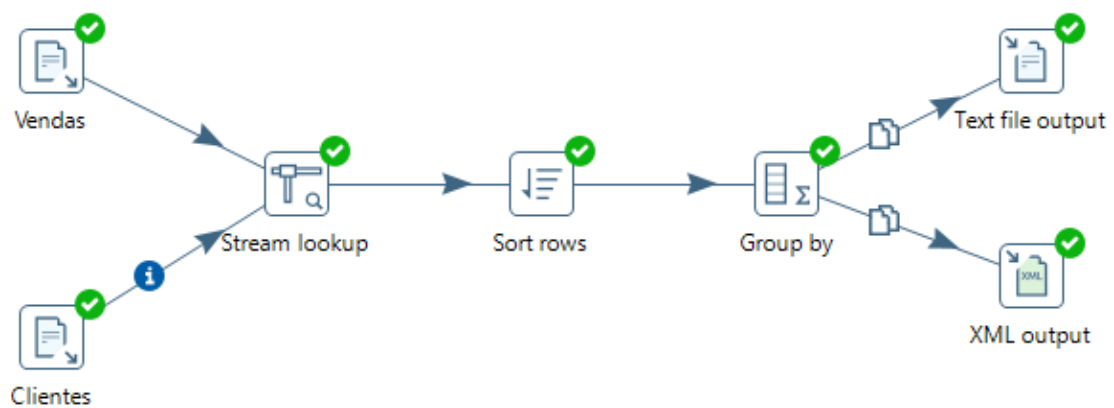 Vendas
Text file output
Stream lookup
Sort rows
Group by
XML
XML output
Clientes